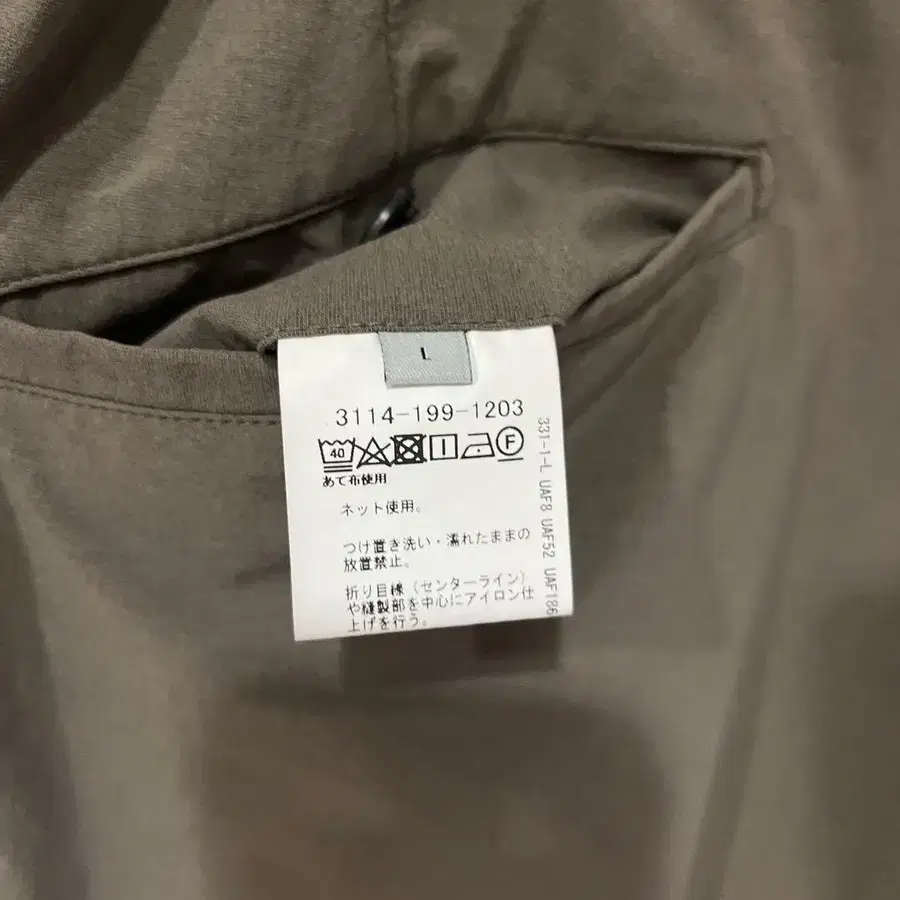 L
3114-199-1203
40 F
あて布使用
ネット使用。
つけ置き洗い・濡れたままの
放置禁止。
折り目線（センターライン）
や縫製部を中心にアイロン仕
上げを行う。
331-1-L UAF8 UAF52 UAF186